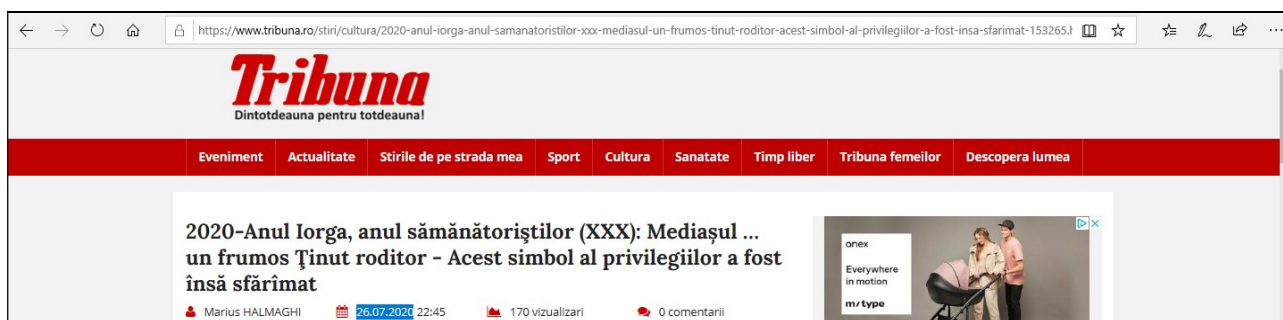 https://www.tribuna.ro/stiri/cultura/2020-anul-iorga-anul-samanatoristilor-xxx-mediasul-un-frumos-tinut-roditor-acest-simbol-al-privilegiilor-a-fost-insa-sfarimat-153265.h
Tribuna
Dintotdeauna pentru totdeauna!
Eveniment Actualitate Stirile de pe strada mea Sport Cultura Sanatate Timp liber Tribuna femeilor Descopera lumea
2020-Anul Iorga, anul sămănătoriştilor (XXX): Mediașul ...
un frumos Ţinut roditor - Acest simbol al privilegiilor a fost
însă sfărîmat
Marius HALMAGHI 26.07.2020 22:45 170 vizualizari 0 comentarii
anex
Everywhere
in motion
m/type